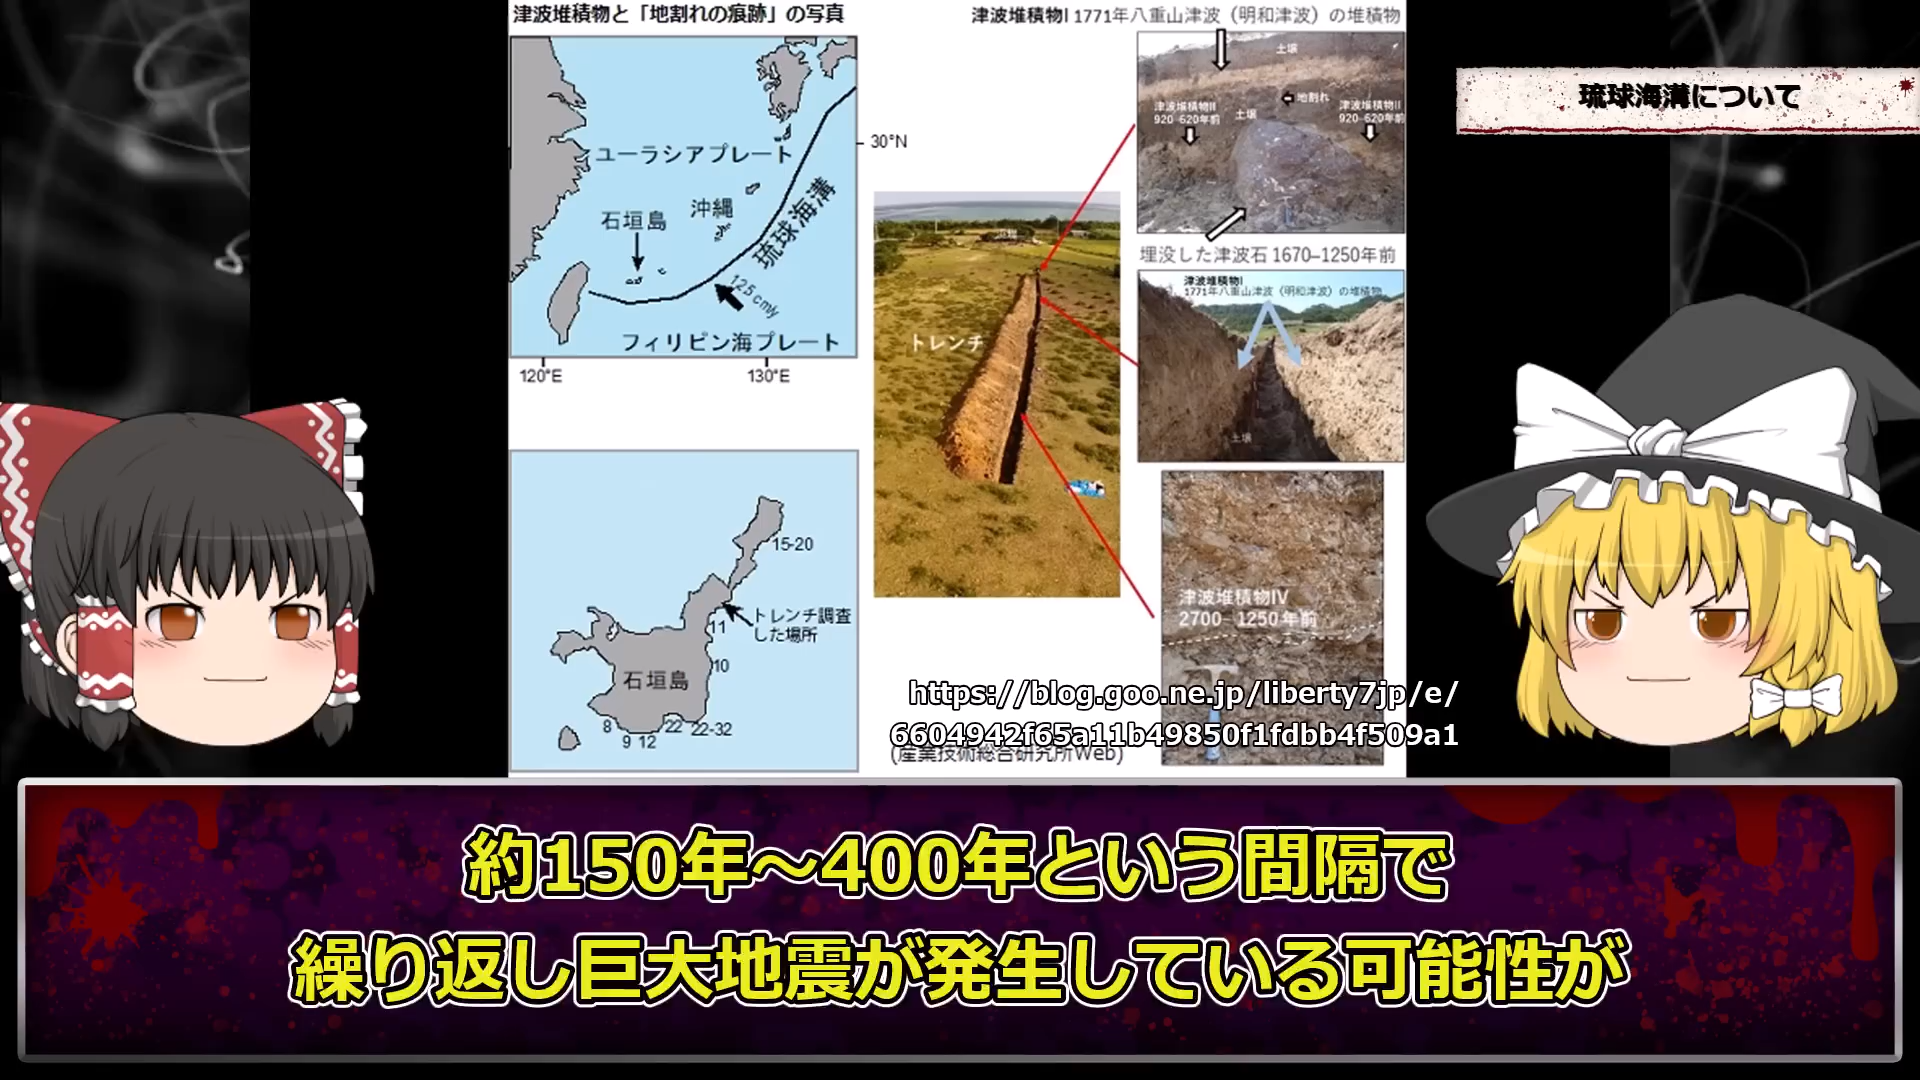 津波堆積物と「地割れの痕跡」の写真
津波堆積物I 1771年八重山津波（明和津波）の堆積物
琉球海溝について
30°N
ユーラシアプレート
沖縄
石垣島
琉球海溝
125 cm/y
フィリピン海プレート
120°E
130°E
土壌
地割れ
津波堆積物II
920-620年前
土壌
津波堆積物II
920-620年前
埋没した津波石 1670–1250年前
津波堆積物I
1771年八重山津波（明和津波）の堆積物
土壌
トレンチ
津波堆積物IV
2700–1250年前
15-20
トレンチ調査
した場所
11
10
石垣島
8
9
12
22
22-32
https://blog.goo.ne.jp/liberty7jp/e/
6604942f65a11b49850f1fdbb4f509a1
(産業技術総合研究所Web)
約150年～400年という間隔で
繰り返し巨大地震が発生している可能性が